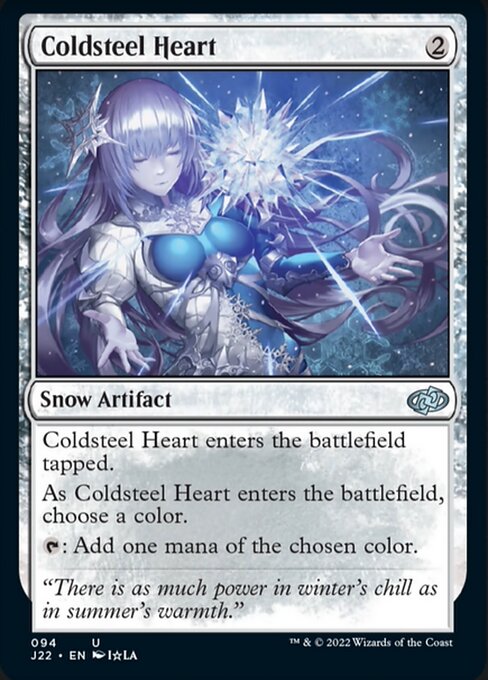 Coldsteel Heart 2
Snow Artifact
Coldsteel Heart enters the battlefield
tapped.
As Coldsteel Heart enters the battlefield,
choose a color.
: Add one mana of the chosen color.
“There is as much power in winter’s chill as
in summer’s warmth.”
094 U
J22 • EN I☆LA
™ & © 2022 Wizards of the Coast